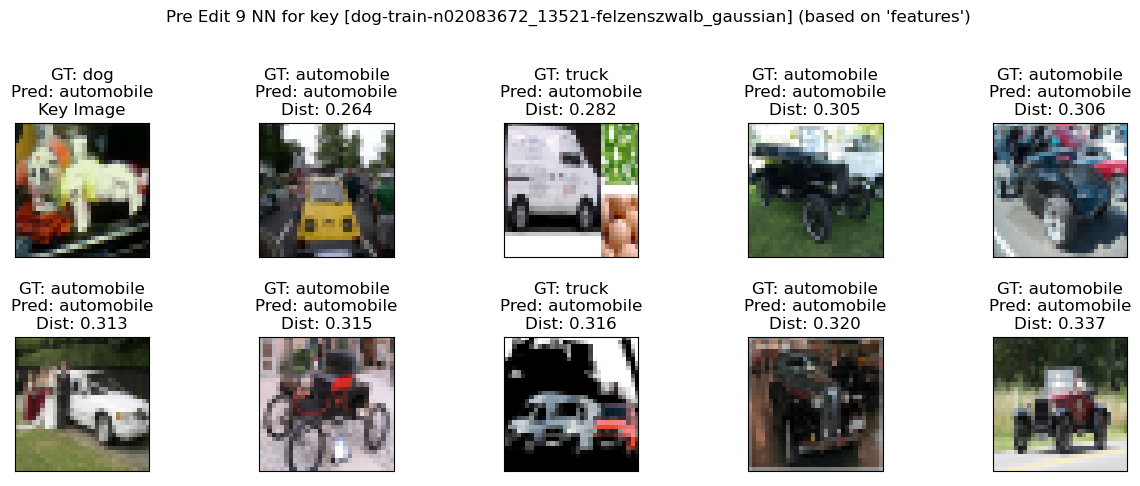 Pre Edit 9 NN for key [dog-train-n02083672_13521-felzenszwalb_gaussian] (based on 'features')
GT: dog
Pred: automobile
Key Image
GT: automobile
Pred: automobile
Dist: 0.264
GT: truck
Pred: automobile
Dist: 0.282
GT: automobile
Pred: automobile
Dist: 0.305
GT: automobile
Pred: automobile
Dist: 0.306
GT: automobile
Pred: automobile
Dist: 0.313
GT: automobile
Pred: automobile
Dist: 0.315
GT: truck
Pred: automobile
Dist: 0.316
GT: automobile
Pred: automobile
Dist: 0.320
GT: automobile
Pred: automobile
Dist: 0.337